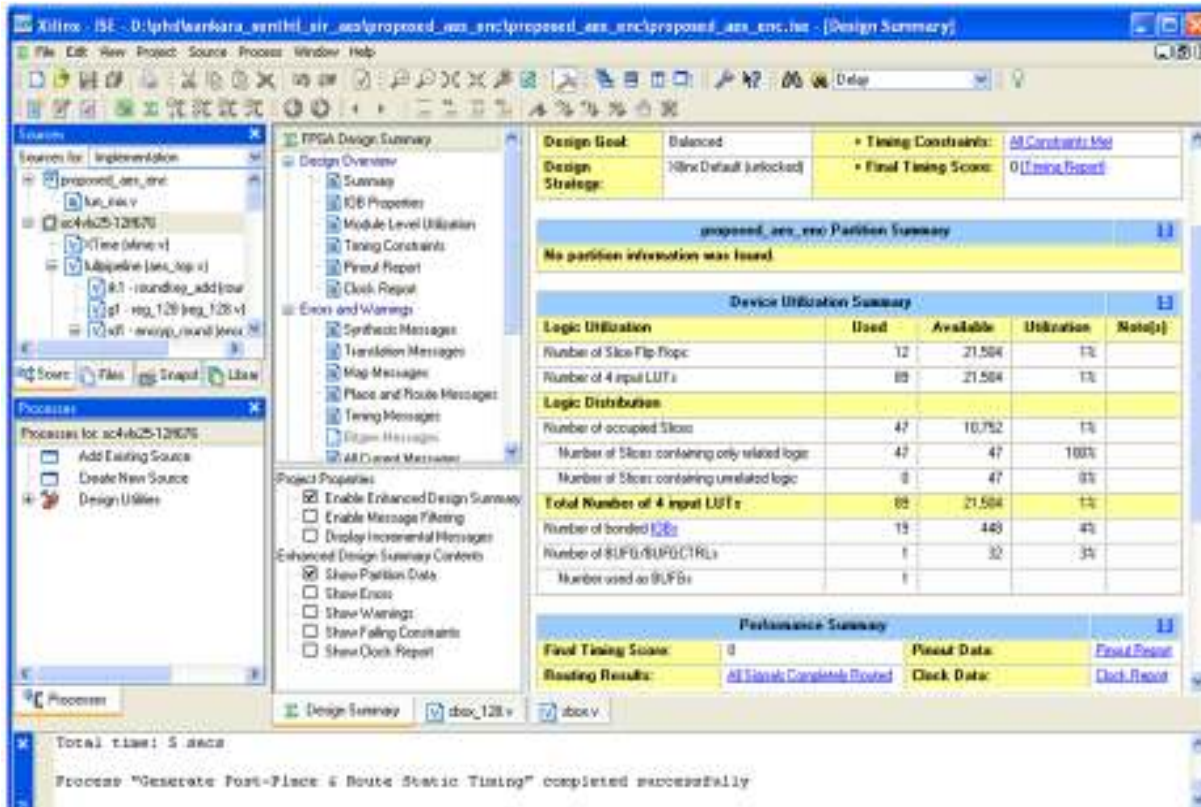 Xilinx - ISE - D:\phd\sankara_senthil_sir_aes\proposed_aes_enc\proposed_aes_enc\proposed_aes_enc.ise - [Design Summary]
File Edit View Project Source Process Window Help
Delay
Sources
Sources for: Implementation
proposed_aes_enc
fun_mix.v
xc4vlx25-12ff676
XTime (xtime.v)
fullpipeline (aes_top.v)
- roundkey_add (rour
- reg_128 (reg_128.v)
- encryp_round (encr
Files
Snapsl
Librar
Processes
Processes for: xc4vlx25-12ff676
Add Existing Source
Create New Source
Design Utilities
Processes
FPGA Design Summary
Design Overview
Summary
IOB Properties
Module Level Utilization
Timing Constraints
Pinout Report
Clock Report
Errors and Warnings
Synthesis Messages
Translation Messages
Map Messages
Place and Route Messages
Timing Messages
Bitgen Messages
All Current Messages
Project Properties
Enable Enhanced Design Summary
Enable Message Filtering
Display Incremental Messages
Enhanced Design Summary Contents
Show Partition Data
Show Errors
Show Warnings
Show Failing Constraints
Show Clock Report
Design Goal: Balanced • Timing Constraints: All Constraints Met
Design Strategy: Xilinx Default (unlocked) • Final Timing Score: 0 (Timing Report)
proposed_aes_enc Partition Summary [-]
No partition information was found.
Device Utilization Summary [-]
Logic Utilization Used Available Utilization Note(s)
Number of Slice Flip Flops 12 21,504 1%
Number of 4 input LUTs 89 21,504 1%
Logic Distribution
Number of occupied Slices 47 10,752 1%
Number of Slices containing only related logic 47 47 100%
Number of Slices containing unrelated logic 0 47 0%
Total Number of 4 input LUTs 89 21,504 1%
Number of bonded IOBs 19 448 4%
Number of BUFG/BUFGCTRLs 1 32 3%
Number used as BUFGs 1
Performance Summary [-]
Final Timing Score: 0 Pinout Data: Pinout Report
Routing Results: All Signals Completely Routed Clock Data: Clock Report
Design Summary
sbox_128.v
sbox.v
Total time: 5 secs
Process "Generate Post-Place & Route Static Timing" completed successfully